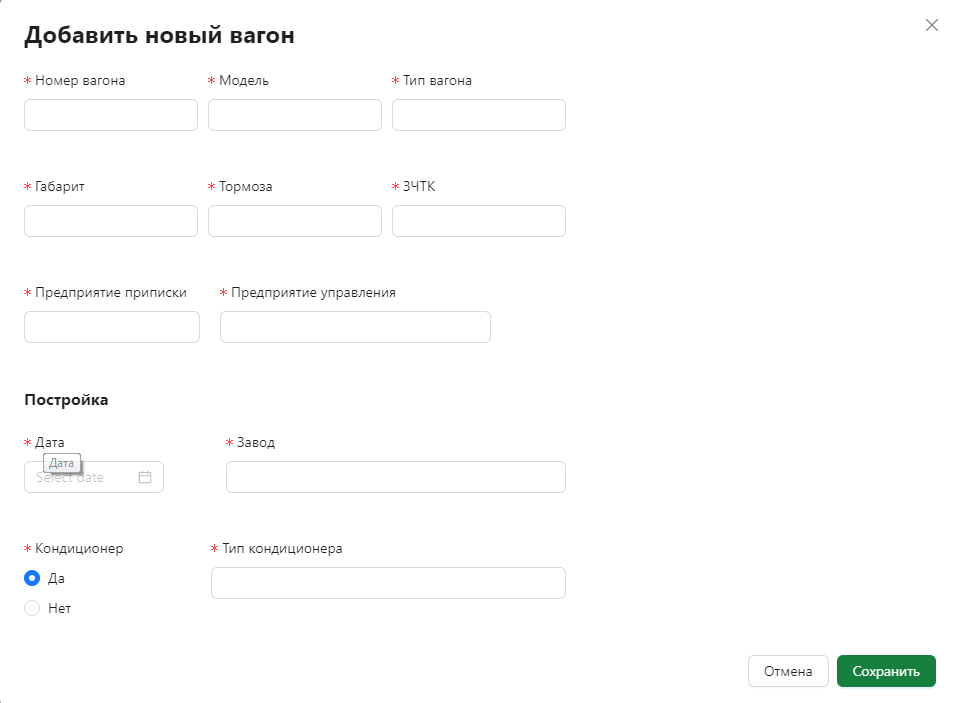 Добавить новый вагон
* Номер вагона * Модель * Тип вагона
* Габарит * Тормоза * ЗЧТК
* Предприятие приписки * Предприятие управления
Постройка
* Дата * Завод
Дата
Select date
* Кондиционер * Тип кондиционера
Да
Нет
Отмена Сохранить